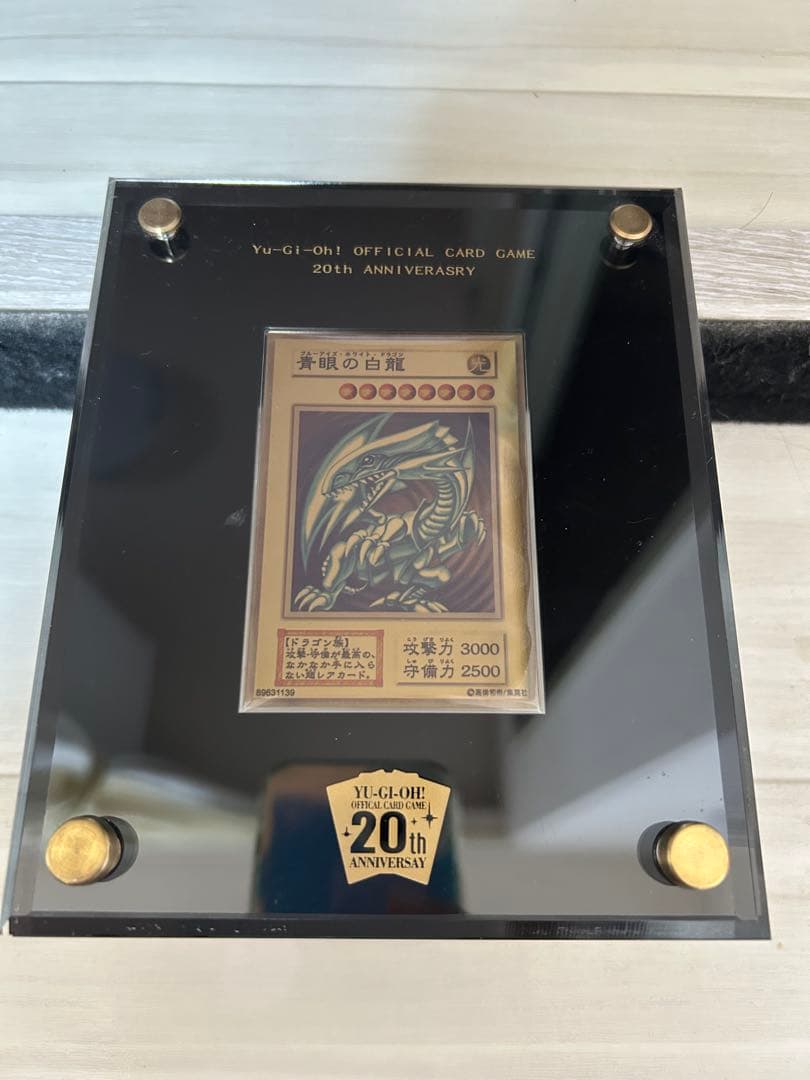 Yu-Gi-Oh! OFFICIAL CARD GAME
20th ANNIVERASRY
ブルーアイズ・ホワイト・ドラゴン
青眼の白龍
光
【ドラゴン族】
攻撃・守備が最高の、
なかなか手に入ら
ない超レアカード。
こうげきりょく
攻撃力 3000
しゅびりょく
守備力 2500
89631139
©高橋和希/集英社
YU-GI-OH!
OFFICAL CARD GAME
20th
ANNIVERSAY